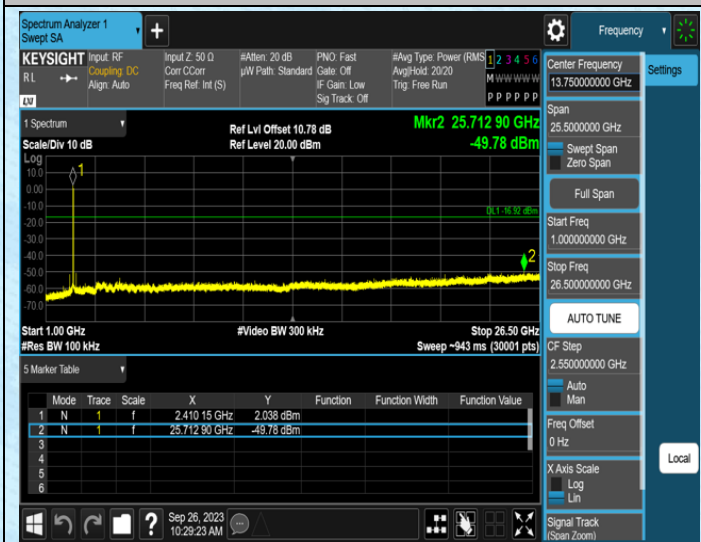 Spectrum Analyzer 1
Swept SA
Frequency
KEYSIGHT
R L
LXI
Input: RF
Coupling: DC
Align: Auto
Input Z: 50 Ω
Corr CCorr
Freq Ref: Int (S)
#Atten: 20 dB
µW Path: Standard
PNO: Fast
Gate: Off
IF Gain: Low
Sig Track: Off
#Avg Type: Power (RMS
Avg|Hold: 20/20
Trig: Free Run
1 2 3 4 5 6
M W W W W W
P P P P P P
Center Frequency
13.750000000 GHz
Settings
Span
25.5000000 GHz
Swept Span
Zero Span
Full Span
Start Freq
1.000000000 GHz
Stop Freq
26.500000000 GHz
AUTO TUNE
CF Step
2.550000000 GHz
Auto
Man
Freq Offset
0 Hz
X Axis Scale
Log
Lin
Signal Track
(Span Zoom)
Local
1 Spectrum
Scale/Div 10 dB
Ref Lvl Offset 10.78 dB
Ref Level 20.00 dBm
Mkr2 25.712 90 GHz
-49.78 dBm
Log
10.0
0.00
-10.0
-20.0
-30.0
-40.0
-50.0
-60.0
-70.0
1
2
DL1 -16.92 dBm
Start 1.00 GHz
#Res BW 100 kHz
#Video BW 300 kHz
Stop 26.50 GHz
Sweep ~943 ms (30001 pts)
5 Marker Table
Mode Trace Scale X Y Function Function Width Function Value
1 N 1 f 2.410 15 GHz 2.038 dBm
2 N 1 f 25.712 90 GHz -49.78 dBm
3
4
5
6
?
Sep 26, 2023
10:29:23 AM